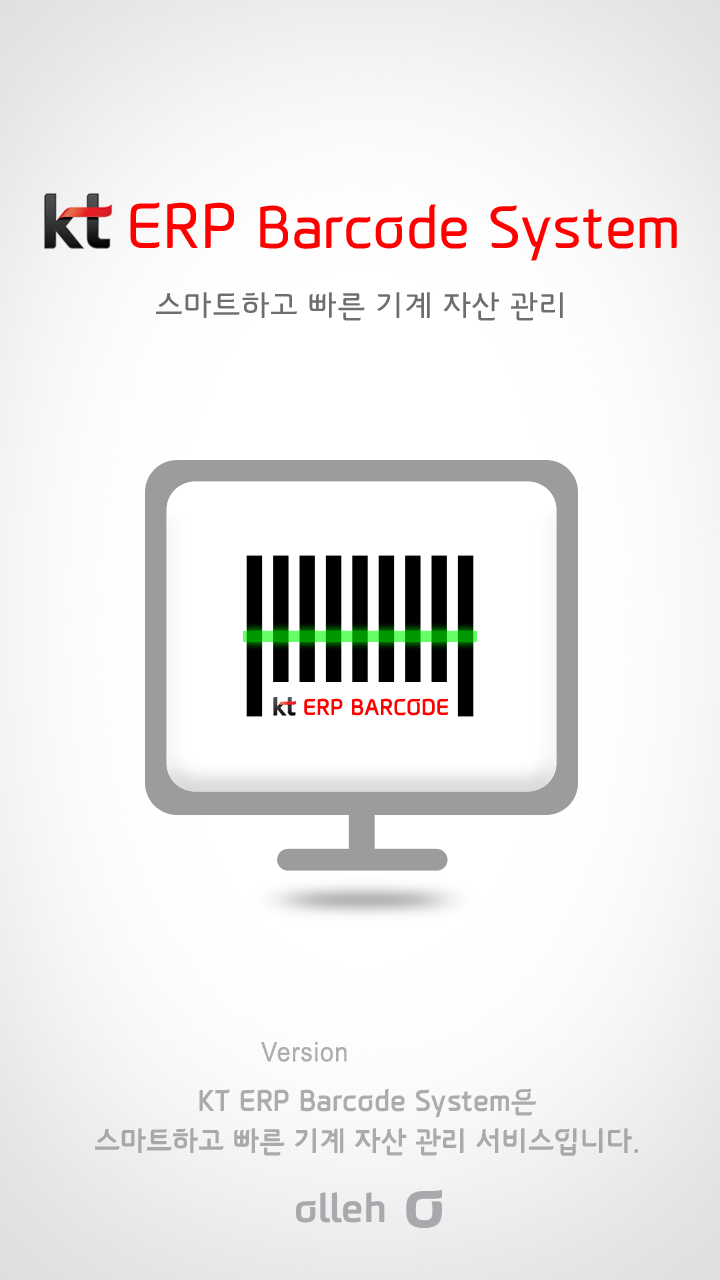 kt ERP Barcode System
스마트하고 빠른 기계 자산 관리
kt ERP BARCODE
Version
KT ERP Barcode System은
스마트하고 빠른 기계 자산 관리 서비스입니다.
olleh